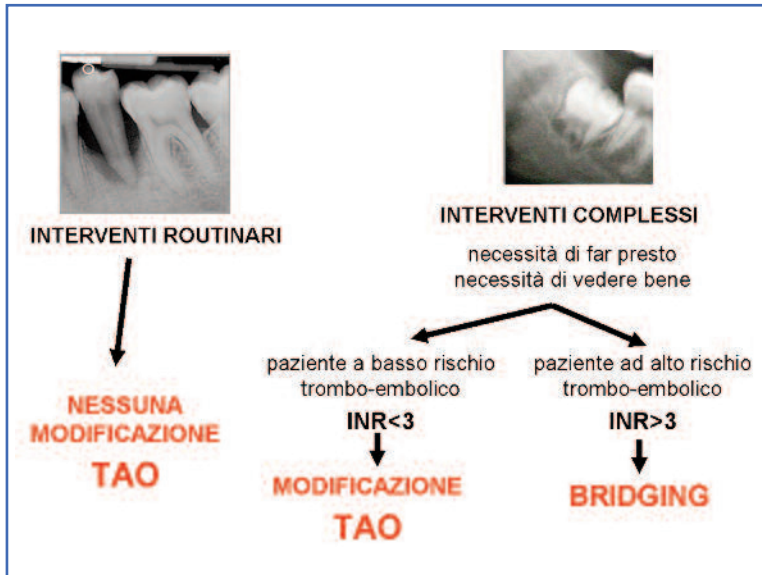 INTERVENTI ROUTINARI
NESSUNA
MODIFICAZIONE
TAO
INTERVENTI COMPLESSI
necessità di far presto
necessità di vedere bene
paziente a basso rischio
trombo-embolico
INR<3
MODIFICAZIONE
TAO
paziente ad alto rischio
trombo-embolico
INR>3
BRIDGING